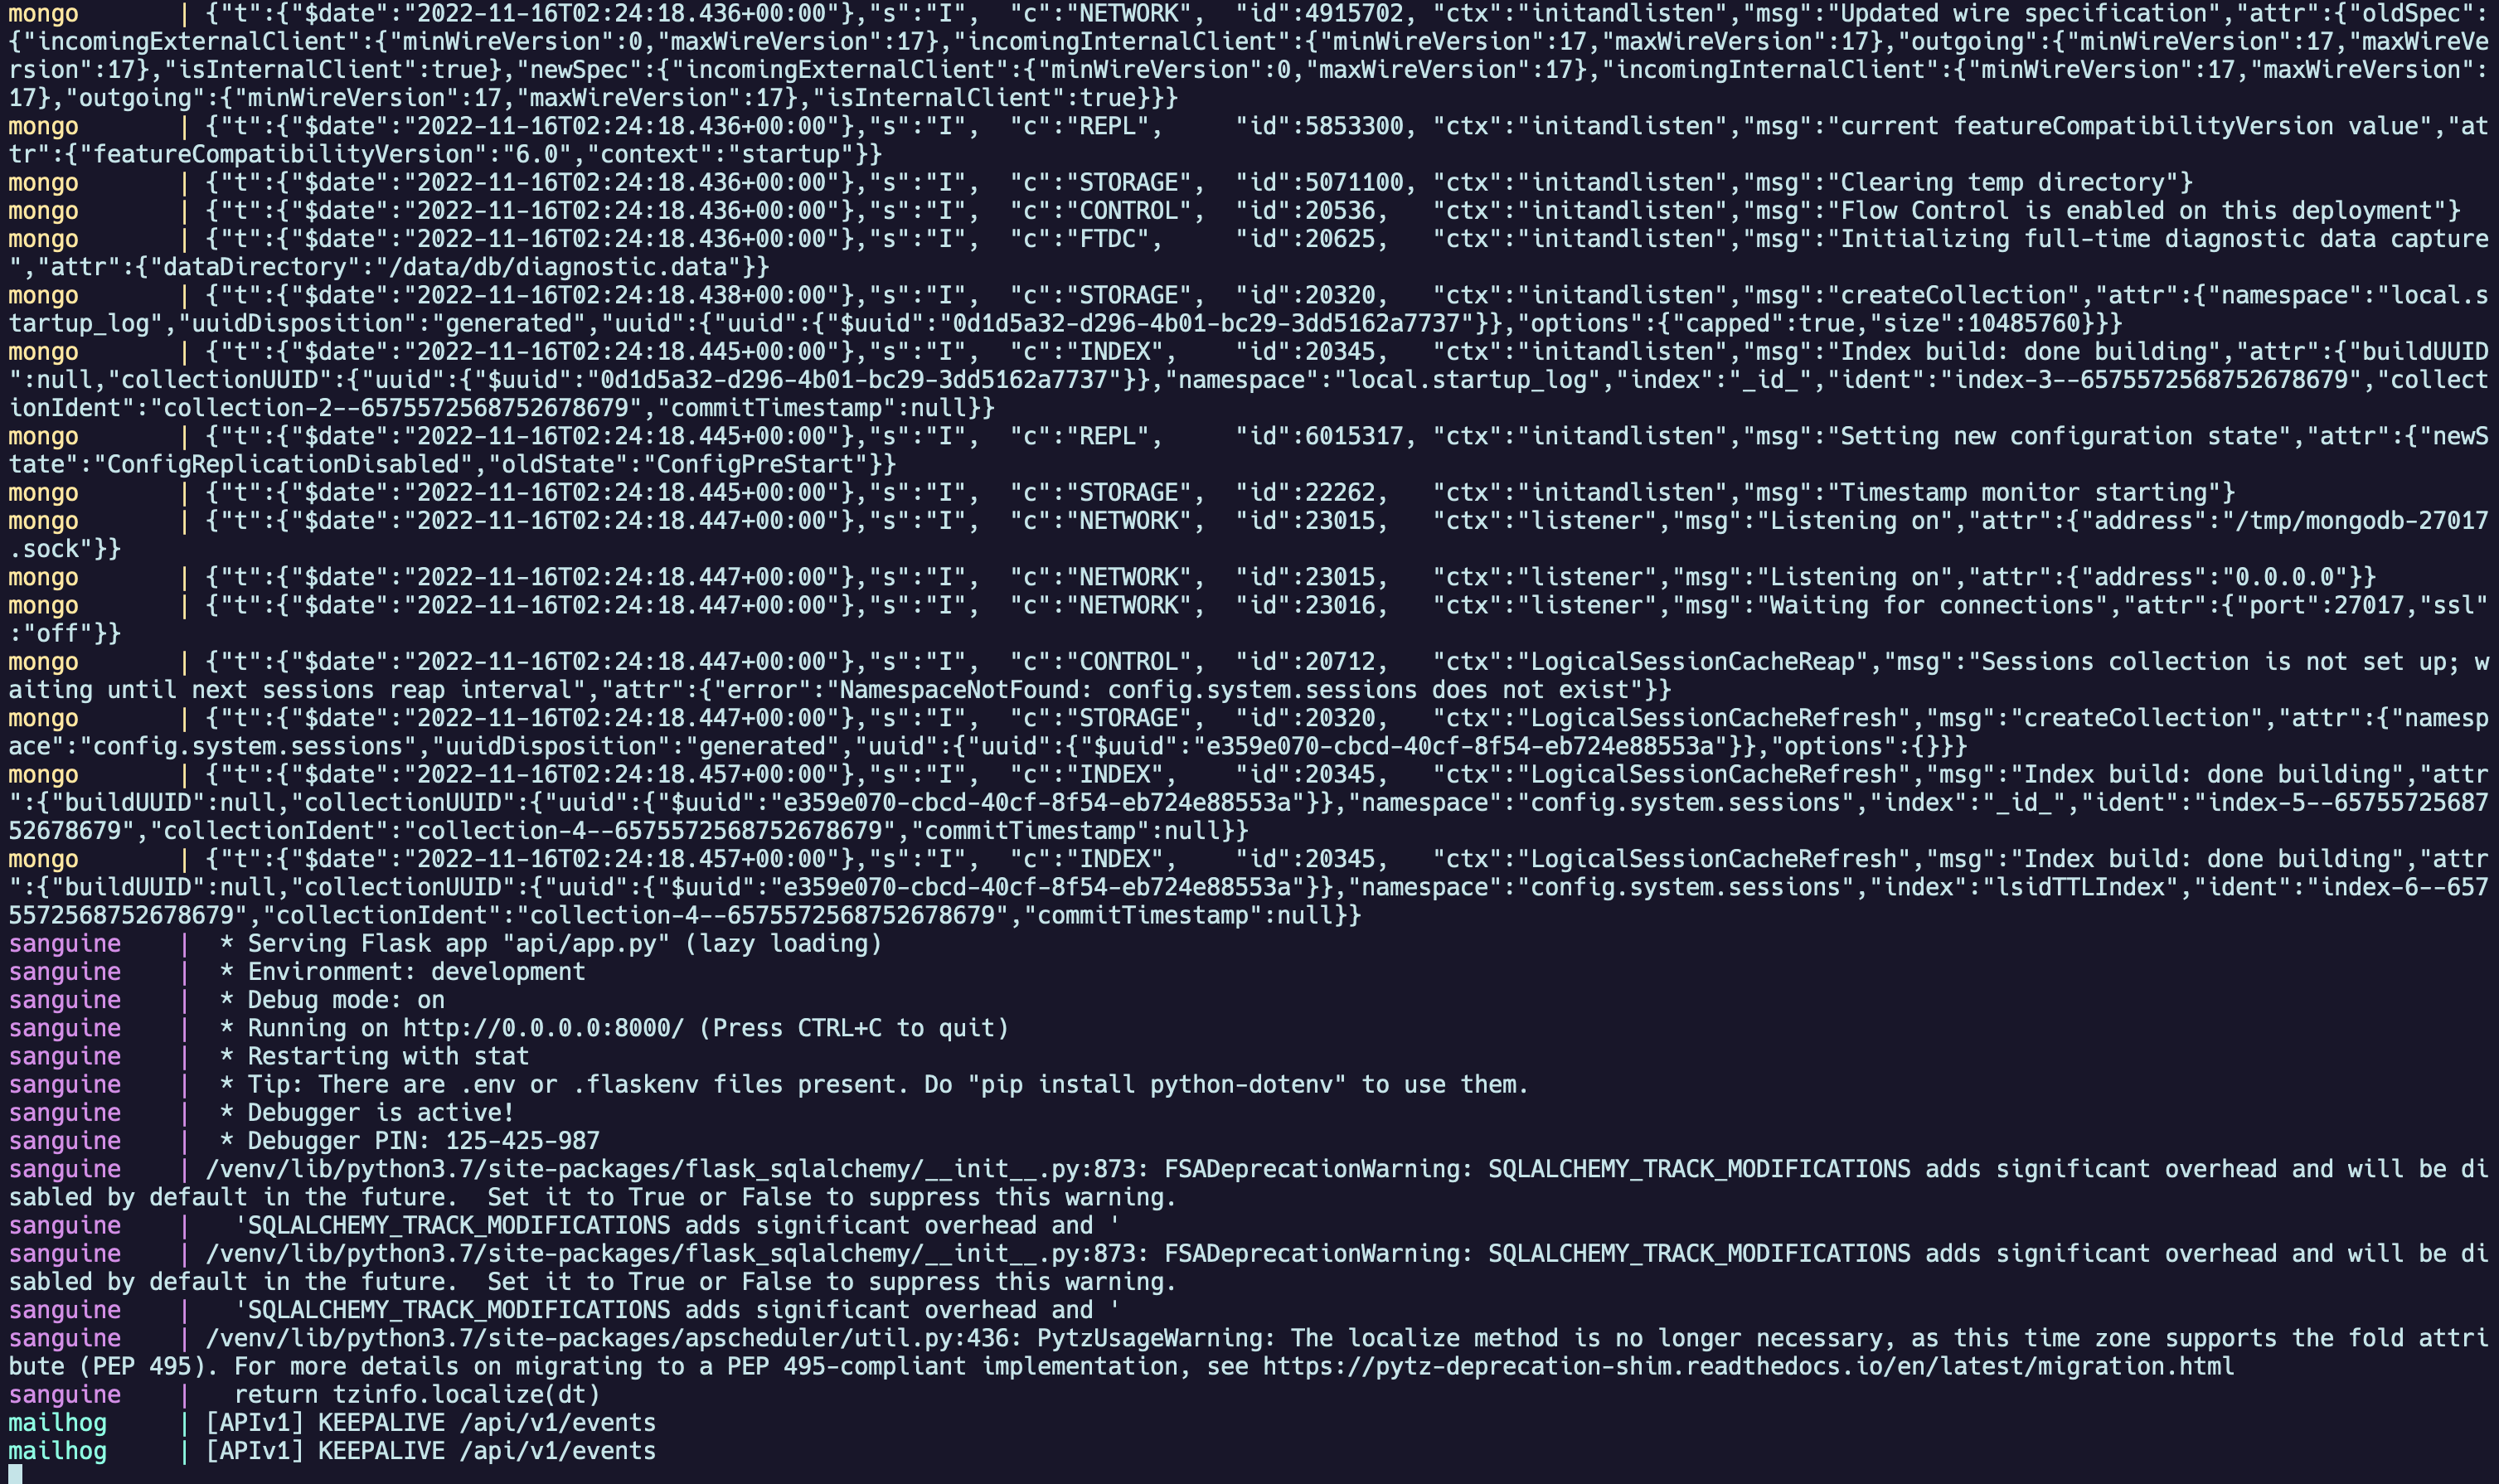 mongo       | {"t":{"$date":"2022-11-16T02:24:18.436+00:00"},"s":"I",  "c":"NETWORK",  "id":4915702, "ctx":"initandlisten","msg":"Updated wire specification","attr":{"oldSpec":
{"incomingExternalClient":{"minWireVersion":0,"maxWireVersion":17},"incomingInternalClient":{"minWireVersion":17,"maxWireVersion":17},"outgoing":{"minWireVersion":17,"maxWireVe
rsion":17},"isInternalClient":true},"newSpec":{"incomingExternalClient":{"minWireVersion":0,"maxWireVersion":17},"incomingInternalClient":{"minWireVersion":17,"maxWireVersion":
17},"outgoing":{"minWireVersion":17,"maxWireVersion":17},"isInternalClient":true}}}
mongo       | {"t":{"$date":"2022-11-16T02:24:18.436+00:00"},"s":"I",  "c":"REPL",     "id":5853300, "ctx":"initandlisten","msg":"current featureCompatibilityVersion value","at
tr":{"featureCompatibilityVersion":"6.0","context":"startup"}}
mongo       | {"t":{"$date":"2022-11-16T02:24:18.436+00:00"},"s":"I",  "c":"STORAGE",  "id":5071100, "ctx":"initandlisten","msg":"Clearing temp directory"}
mongo       | {"t":{"$date":"2022-11-16T02:24:18.436+00:00"},"s":"I",  "c":"CONTROL",  "id":20536,   "ctx":"initandlisten","msg":"Flow Control is enabled on this deployment"}
mongo       | {"t":{"$date":"2022-11-16T02:24:18.436+00:00"},"s":"I",  "c":"FTDC",     "id":20625,   "ctx":"initandlisten","msg":"Initializing full-time diagnostic data capture
","attr":{"dataDirectory":"/data/db/diagnostic.data"}}
mongo       | {"t":{"$date":"2022-11-16T02:24:18.438+00:00"},"s":"I",  "c":"STORAGE",  "id":20320,   "ctx":"initandlisten","msg":"createCollection","attr":{"namespace":"local.s
tartup_log","uuidDisposition":"generated","uuid":{"uuid":{"$uuid":"0d1d5a32-d296-4b01-bc29-3dd5162a7737"}},"options":{"capped":true,"size":10485760}}}
mongo       | {"t":{"$date":"2022-11-16T02:24:18.445+00:00"},"s":"I",  "c":"INDEX",    "id":20345,   "ctx":"initandlisten","msg":"Index build: done building","attr":{"buildUUID
":null,"collectionUUID":{"uuid":{"$uuid":"0d1d5a32-d296-4b01-bc29-3dd5162a7737"}},"namespace":"local.startup_log","index":"_id_","ident":"index-3--6575572568752678679","collect
ionIdent":"collection-2--6575572568752678679","commitTimestamp":null}}
mongo       | {"t":{"$date":"2022-11-16T02:24:18.445+00:00"},"s":"I",  "c":"REPL",     "id":6015317, "ctx":"initandlisten","msg":"Setting new configuration state","attr":{"newS
tate":"ConfigReplicationDisabled","oldState":"ConfigPreStart"}}
mongo       | {"t":{"$date":"2022-11-16T02:24:18.445+00:00"},"s":"I",  "c":"STORAGE",  "id":22262,   "ctx":"initandlisten","msg":"Timestamp monitor starting"}
mongo       | {"t":{"$date":"2022-11-16T02:24:18.447+00:00"},"s":"I",  "c":"NETWORK",  "id":23015,   "ctx":"listener","msg":"Listening on","attr":{"address":"/tmp/mongodb-27017
.sock"}}
mongo       | {"t":{"$date":"2022-11-16T02:24:18.447+00:00"},"s":"I",  "c":"NETWORK",  "id":23015,   "ctx":"listener","msg":"Listening on","attr":{"address":"0.0.0.0"}}
mongo       | {"t":{"$date":"2022-11-16T02:24:18.447+00:00"},"s":"I",  "c":"NETWORK",  "id":23016,   "ctx":"listener","msg":"Waiting for connections","attr":{"port":27017,"ssl"
:"off"}}
mongo       | {"t":{"$date":"2022-11-16T02:24:18.447+00:00"},"s":"I",  "c":"CONTROL",  "id":20712,   "ctx":"LogicalSessionCacheReap","msg":"Sessions collection is not set up; w
aiting until next sessions reap interval","attr":{"error":"NamespaceNotFound: config.system.sessions does not exist"}}
mongo       | {"t":{"$date":"2022-11-16T02:24:18.447+00:00"},"s":"I",  "c":"STORAGE",  "id":20320,   "ctx":"LogicalSessionCacheRefresh","msg":"createCollection","attr":{"namesp
ace":"config.system.sessions","uuidDisposition":"generated","uuid":{"uuid":{"$uuid":"e359e070-cbcd-40cf-8f54-eb724e88553a"}},"options":{}}}
mongo       | {"t":{"$date":"2022-11-16T02:24:18.457+00:00"},"s":"I",  "c":"INDEX",    "id":20345,   "ctx":"LogicalSessionCacheRefresh","msg":"Index build: done building","attr
":{"buildUUID":null,"collectionUUID":{"uuid":{"$uuid":"e359e070-cbcd-40cf-8f54-eb724e88553a"}},"namespace":"config.system.sessions","index":"_id_","ident":"index-5--65755725687
52678679","collectionIdent":"collection-4--6575572568752678679","commitTimestamp":null}}
mongo       | {"t":{"$date":"2022-11-16T02:24:18.457+00:00"},"s":"I",  "c":"INDEX",    "id":20345,   "ctx":"LogicalSessionCacheRefresh","msg":"Index build: done building","attr
":{"buildUUID":null,"collectionUUID":{"uuid":{"$uuid":"e359e070-cbcd-40cf-8f54-eb724e88553a"}},"namespace":"config.system.sessions","index":"lsidTTLIndex","ident":"index-6--657
5572568752678679","collectionIdent":"collection-4--6575572568752678679","commitTimestamp":null}}
sanguine    |  * Serving Flask app "api/app.py" (lazy loading)
sanguine    |  * Environment: development
sanguine    |  * Debug mode: on
sanguine    |  * Running on http://0.0.0.0:8000/ (Press CTRL+C to quit)
sanguine    |  * Restarting with stat
sanguine    |  * Tip: There are .env or .flaskenv files present. Do "pip install python-dotenv" to use them.
sanguine    |  * Debugger is active!
sanguine    |  * Debugger PIN: 125-425-987
sanguine    | /venv/lib/python3.7/site-packages/flask_sqlalchemy/__init__.py:873: FSADeprecationWarning: SQLALCHEMY_TRACK_MODIFICATIONS adds significant overhead and will be di
sabled by default in the future.  Set it to True or False to suppress this warning.
sanguine    |   'SQLALCHEMY_TRACK_MODIFICATIONS adds significant overhead and '
sanguine    | /venv/lib/python3.7/site-packages/flask_sqlalchemy/__init__.py:873: FSADeprecationWarning: SQLALCHEMY_TRACK_MODIFICATIONS adds significant overhead and will be di
sabled by default in the future.  Set it to True or False to suppress this warning.
sanguine    |   'SQLALCHEMY_TRACK_MODIFICATIONS adds significant overhead and '
sanguine    | /venv/lib/python3.7/site-packages/apscheduler/util.py:436: PytzUsageWarning: The localize method is no longer necessary, as this time zone supports the fold attri
bute (PEP 495). For more details on migrating to a PEP 495-compliant implementation, see https://pytz-deprecation-shim.readthedocs.io/en/latest/migration.html
sanguine    |   return tzinfo.localize(dt)
mailhog     | [APIv1] KEEPALIVE /api/v1/events
mailhog     | [APIv1] KEEPALIVE /api/v1/events